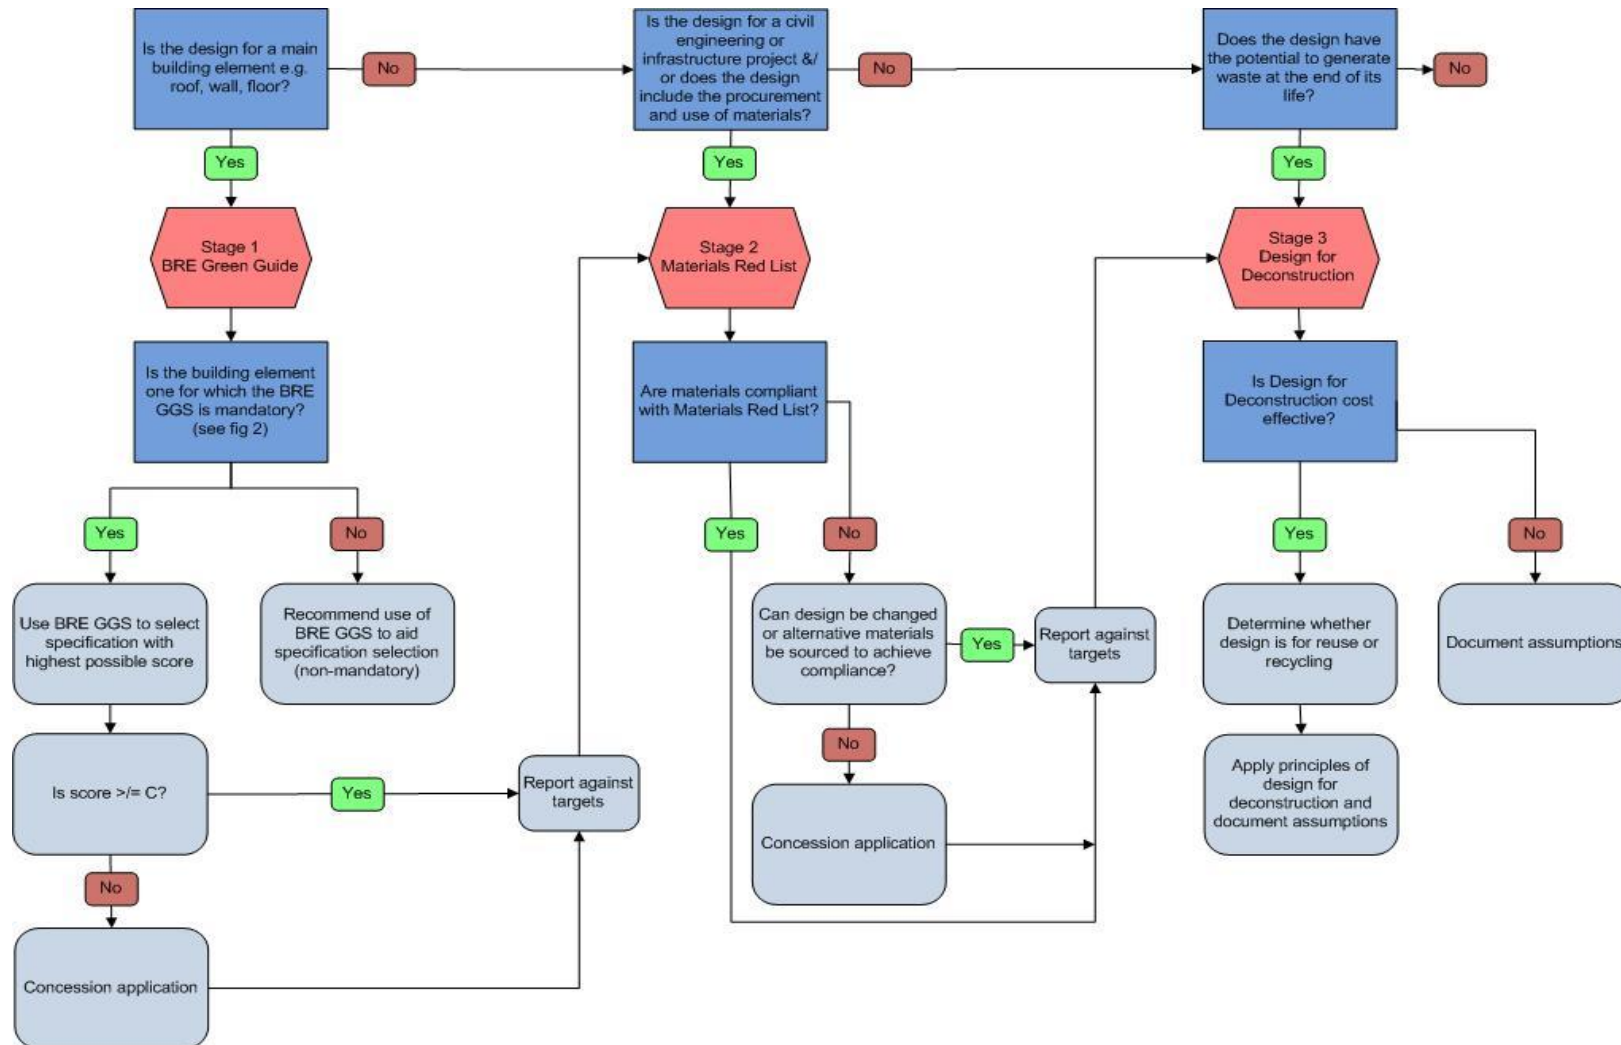 Is the design for a main
building element e.g.
roof, wall, floor?
No
Is the design for a civil
engineering or
infrastructure project &/
or does the design
include the procurement
and use of materials?
No
Does the design have
the potential to generate
waste at the end of its
life?
No
Yes
Yes
Yes
Stage 1
BRE Green Guide
Stage 2
Materials Red List
Stage 3
Design for
Deconstruction
Is the building element
one for which the BRE
GGS is mandatory?
(see fig 2)
Are materials compliant
with Materials Red List?
Is Design for
Deconstruction cost
effective?
Yes
No
Yes
No
Yes
No
Use BRE GGS to select
specification with
highest possible score
Recommend use of
BRE GGS to aid
specification selection
(non-mandatory)
Can design be changed
or alternative materials
be sourced to achieve
compliance?
Yes
Report against
targets
Determine whether
design is for reuse or
recycling
Document assumptions
No
Is score >/= C?
Yes
Report against
targets
Concession application
Apply principles of
design for
deconstruction and
document assumptions
No
Concession application